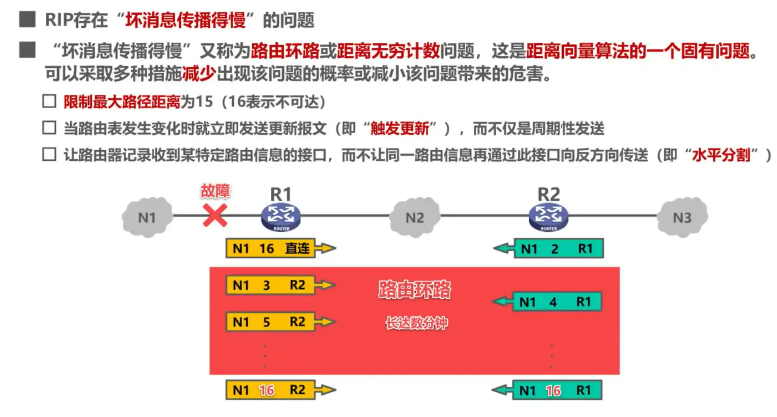 RIP存在“坏消息传播得慢”的问题
“坏消息传播得慢”又称为路由环路或距离无穷计数问题，这是距离向量算法的一个固有问题。
可以采取多种措施减少出现该问题的概率或减小该问题带来的危害。
限制最大路径距离为15（16表示不可达）
当路由表发生变化时就立即发送更新报文（即“触发更新”），而不仅是周期性发送
让路由器记录收到某特定路由信息的接口，而不让同一路由信息再通过此接口向反方向传送（即“水平分割”）
故障 R1 R2
N1 N2 N3
ROUTER ROUTER
N1 16 直连 N1 2 R1
N1 3 R2 路由环路
N1 4 R1
N1 5 R2 长达数分钟
N1 16 R2 N1 16 R1